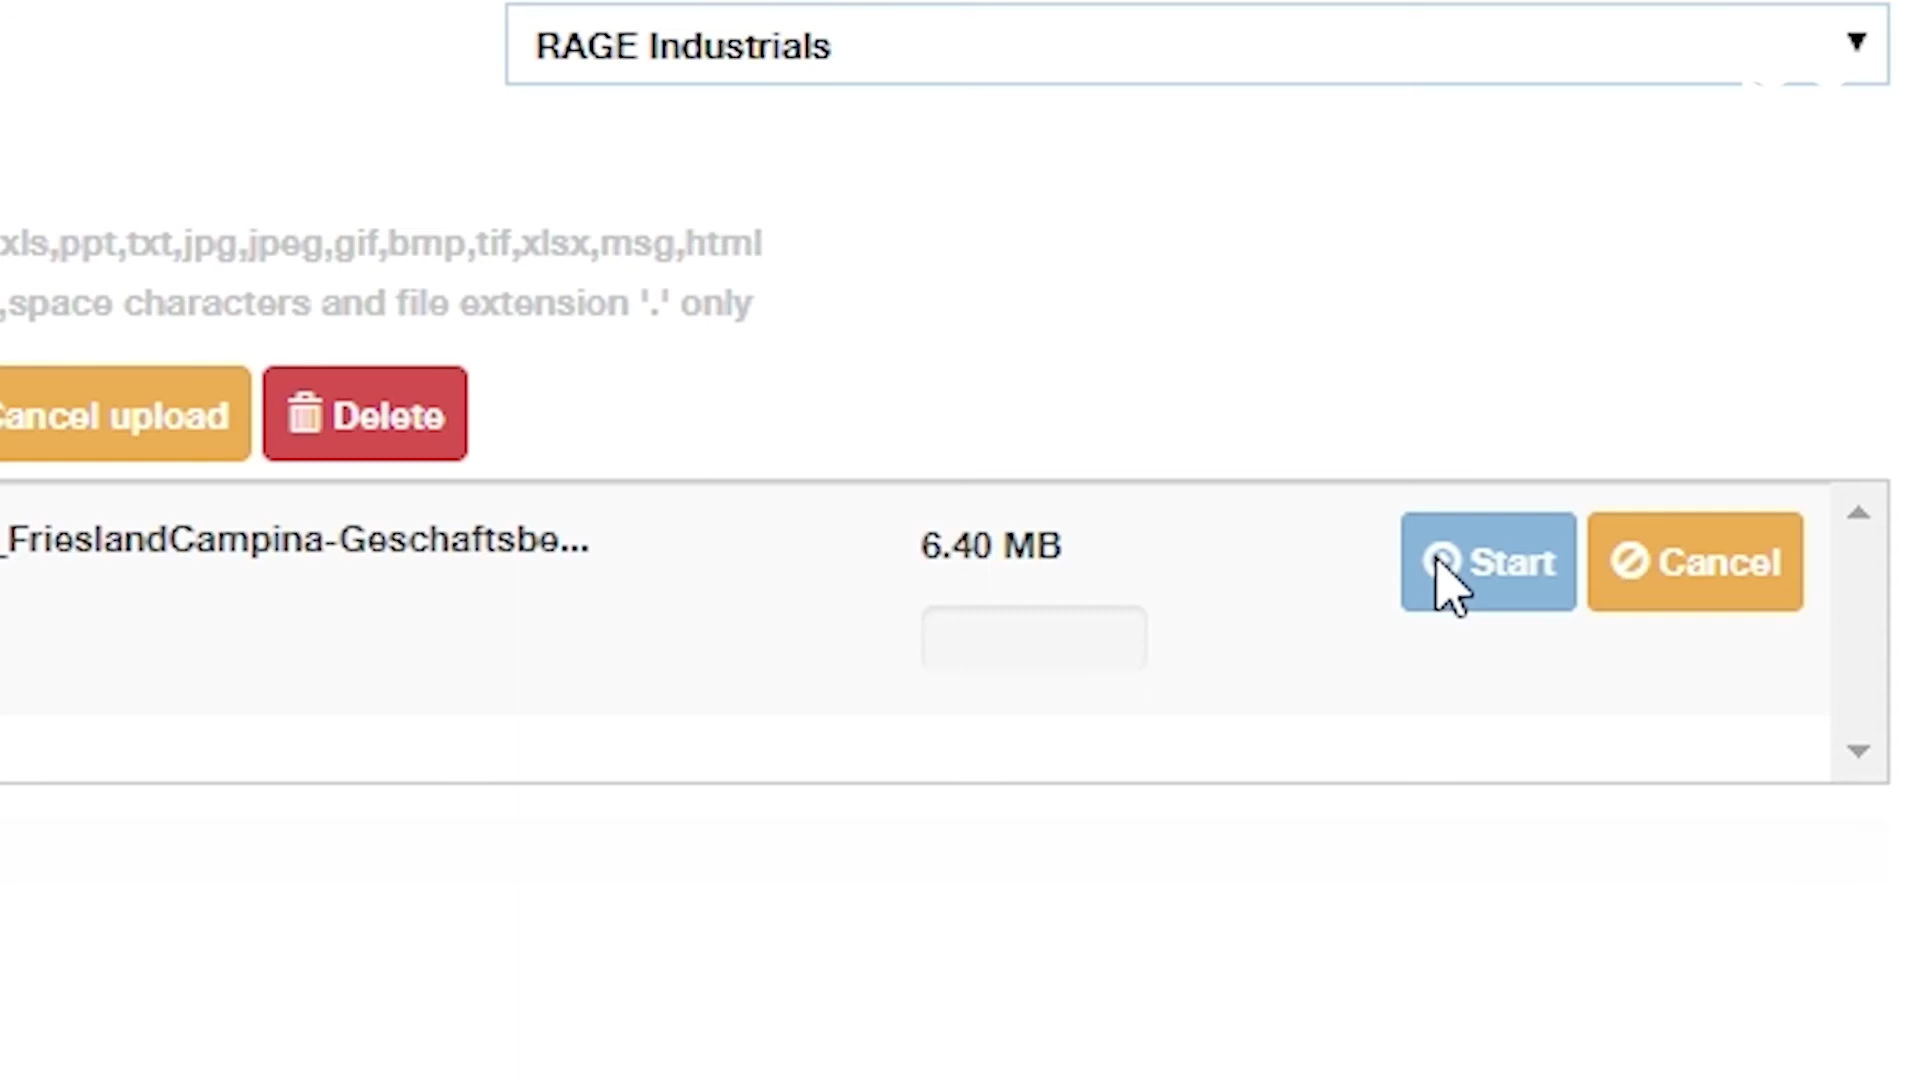 RAGE Industrials
xls,ppt,txt,jpg,jpeg,gif,bmp,tif,xlsx,msg,html
,space characters and file extension '.' only
Cancel upload
Delete
_FrieslandCampina-Geschaftsbe...
6.40 MB
Start
Cancel